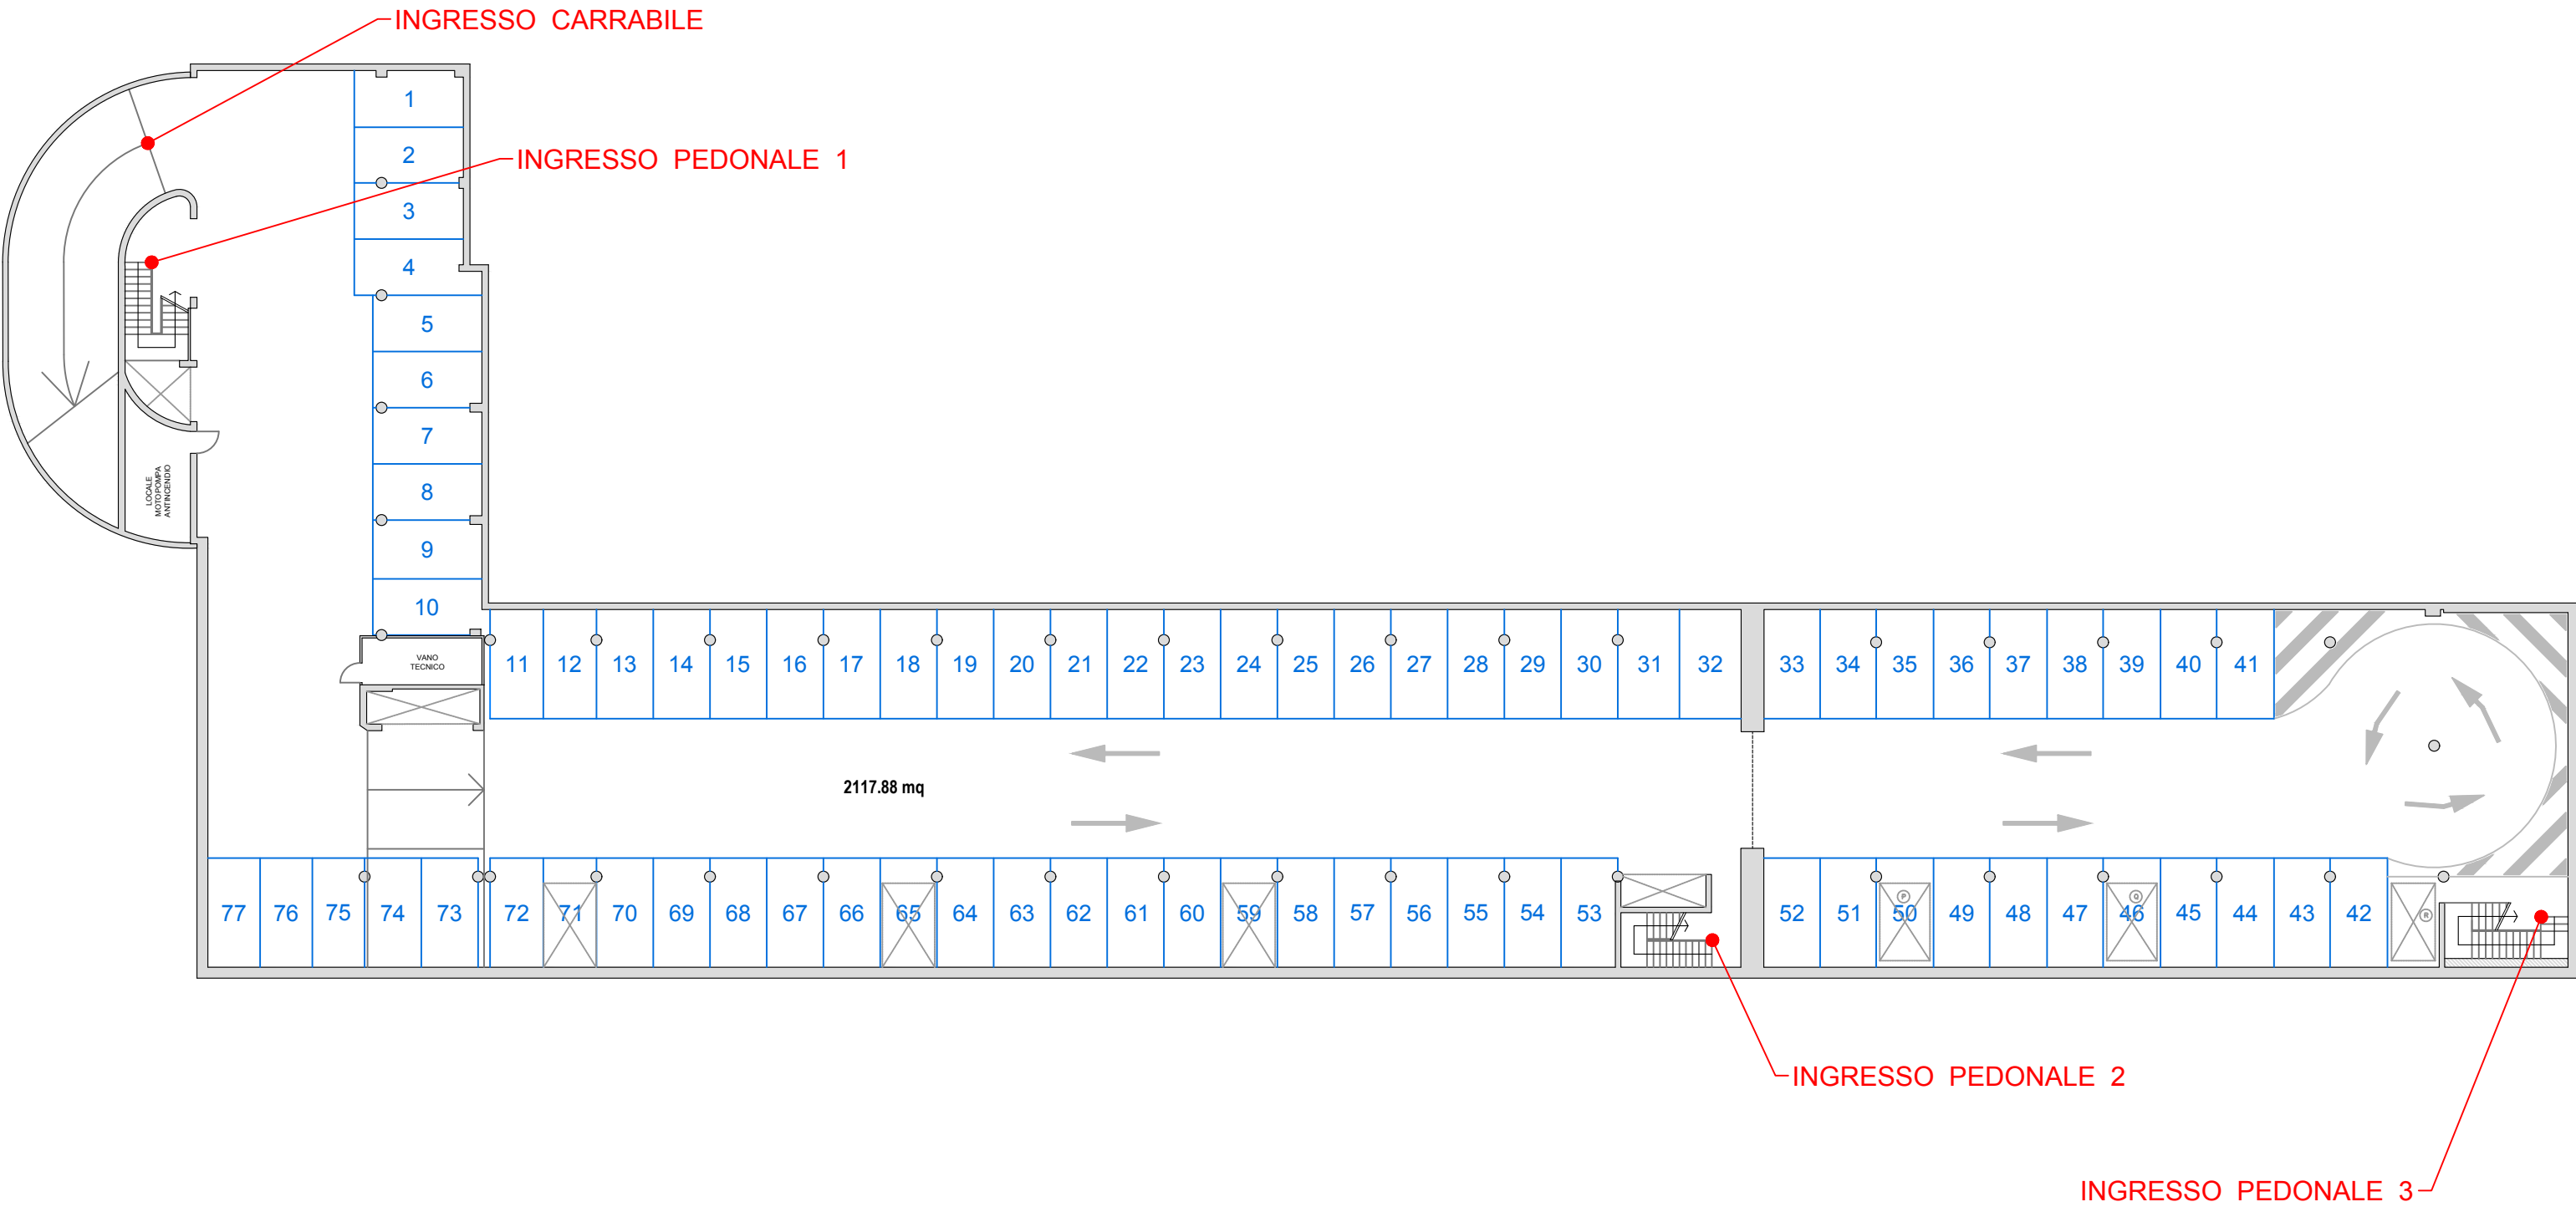 INGRESSO CARRABILE
INGRESSO PEDONALE 1
1
2
3
4
5
6
7
8
9
10
LOCALE
MOTOPOMPA
ANTINCENDIO
VANO
TECNICO
11 12 13 14 15 16 17 18 19 20 21 22 23 24 25 26 27 28 29 30 31 32 33 34 35 36 37 38 39 40 41
2117.88 mq
77 76 75 74 73 72 71 70 69 68 67 66 65 64 63 62 61 60 59 58 57 56 55 54 53 52 51 50 49 48 47 46 45 44 43 42
P
Q
R
INGRESSO PEDONALE 2
INGRESSO PEDONALE 3